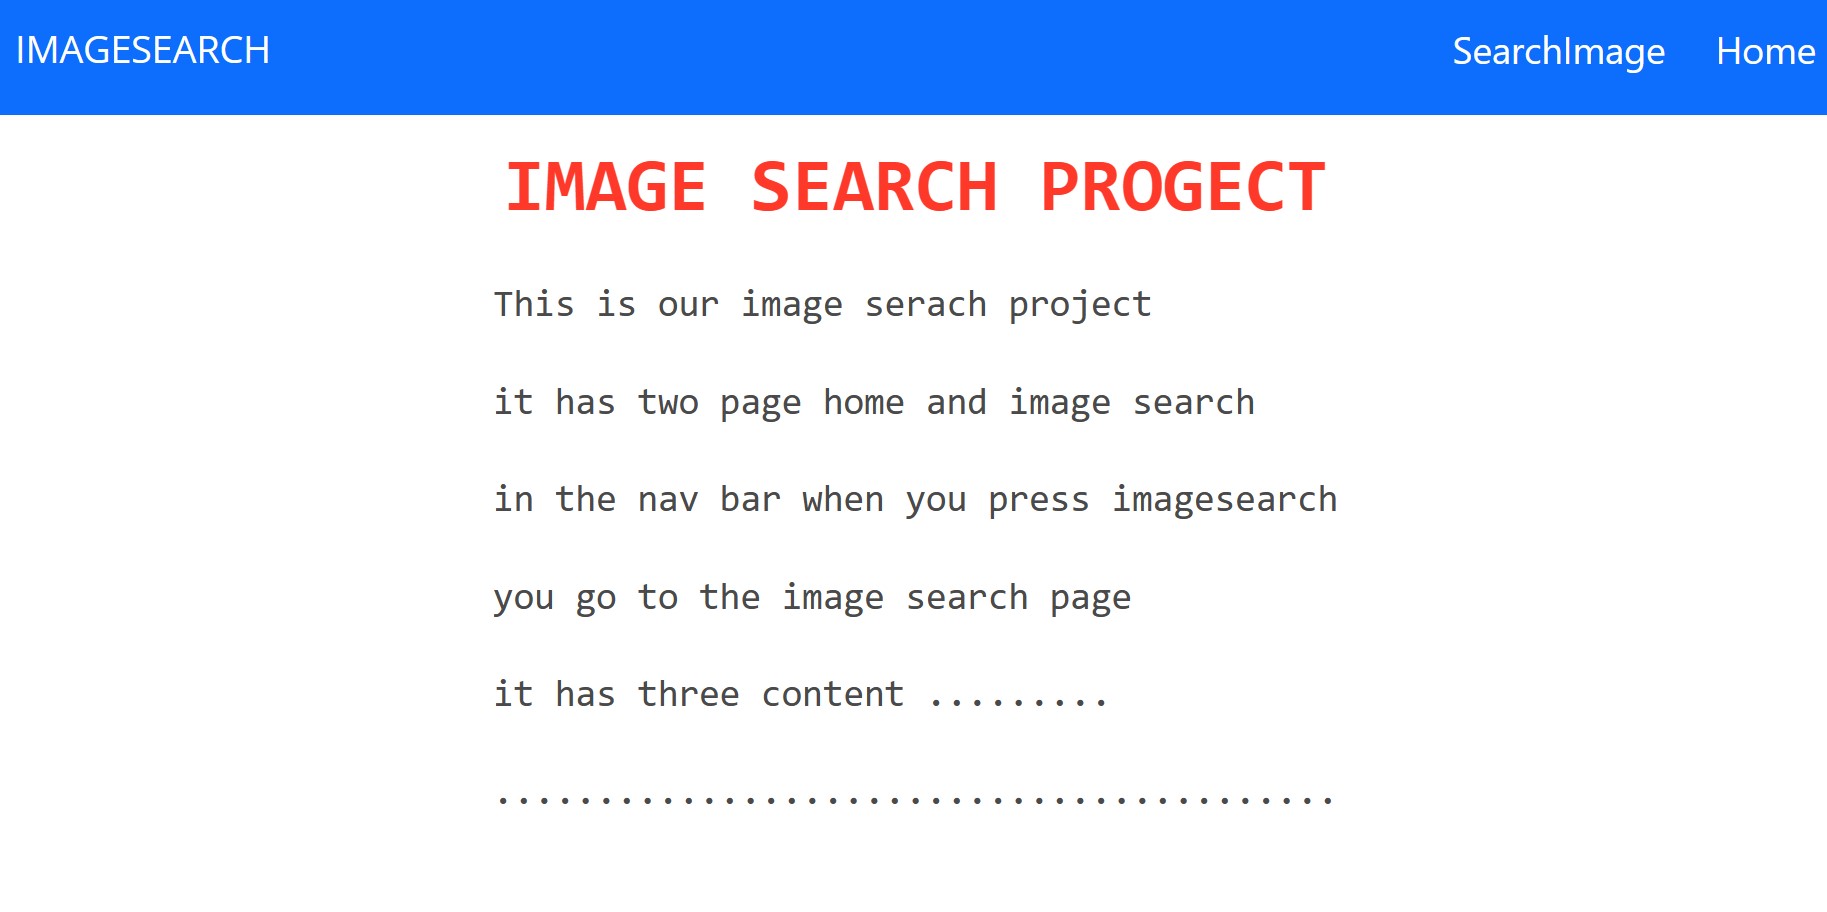 IMAGESEARCH SearchImage Home
IMAGE SEARCH PROGECT
This is our image serach project
it has two page home and image search
in the nav bar when you press imagesearch
you go to the image search page
it has three content .........
.........................................